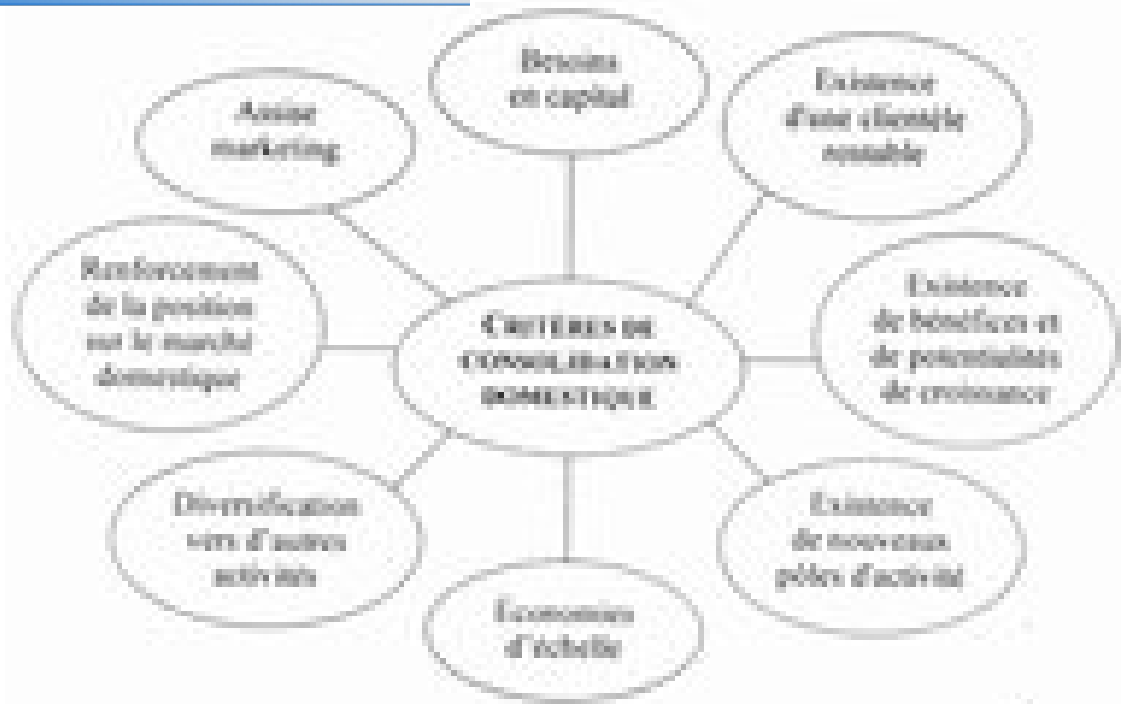 Besoins
en capital
Existence
d'une clientèle
rentable
Assise
marketing
Renforcement
de la position
sur le marché
domestique
CRITÈRES DE
CONSOLIDATION
DOMESTIQUE
Existence
de bénéfices et
de potentialités
de croissance
Diversification
vers d'autres
activités
Existence
de nouveaux
pôles d'activité
Economies
d'échelle